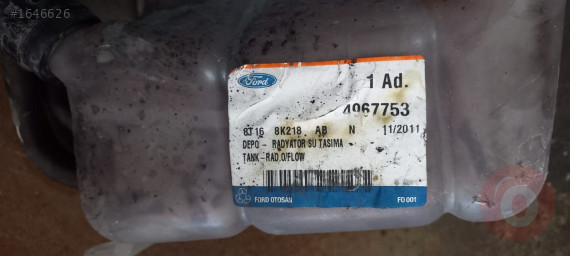 #1646626
Ford
1 Ad.
4967753
8T16 8K218 AB N 11/2011
DEPO - RADYATOR SU TASIMA
TANK-RAD O/FLOW
FORD OTOSAN FO 001